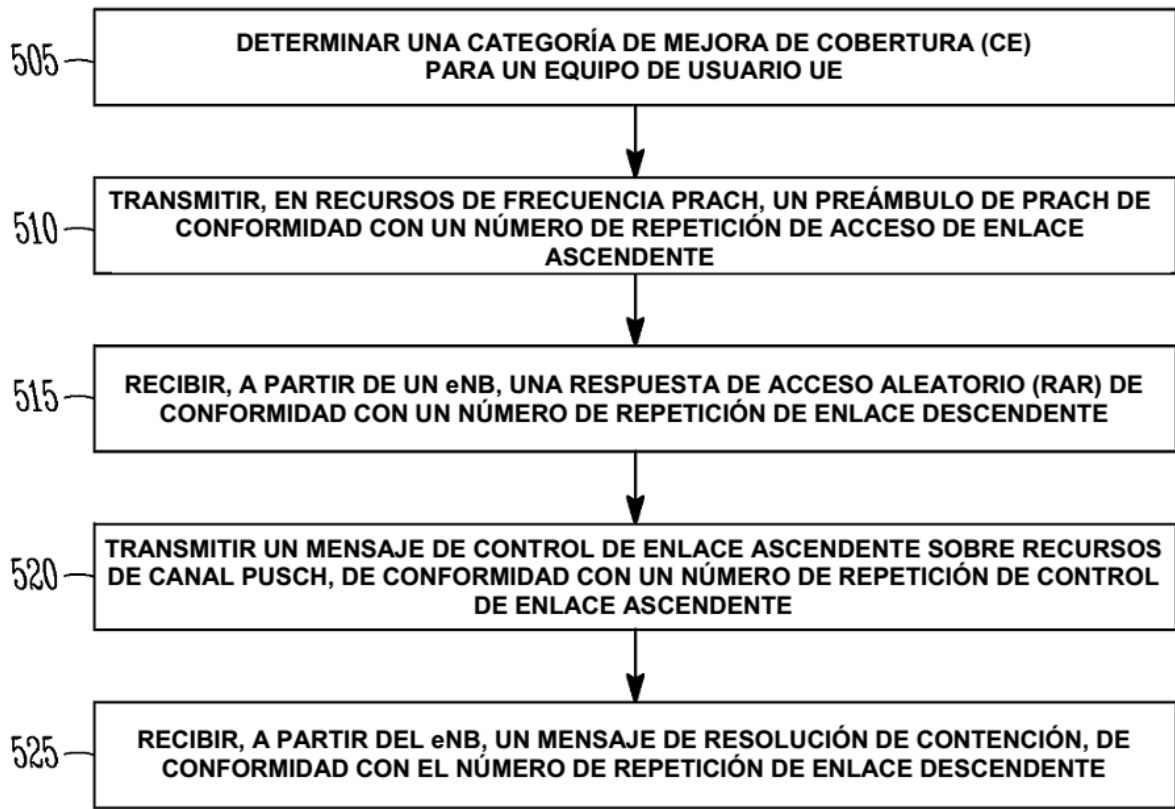 505
DETERMINAR UNA CATEGORÍA DE MEJORA DE COBERTURA (CE)
PARA UN EQUIPO DE USUARIO UE
TRANSMITIR, EN RECURSOS DE FRECUENCIA PRACH, UN PREÁMBULO DE PRACH DE
510
CONFORMIDAD CON UN NÚMERO DE REPETICIÓN DE ACCESO DE ENLACE
ASCENDENTE
515
RECIBIR, A PARTIR DE UN eNB, UNA RESPUESTA DE ACCESO ALEATORIO (RAR) DE
CONFORMIDAD CON UN NÚMERO DE REPETICIÓN DE ENLACE DESCENDENTE
TRANSMITIR UN MENSAJE DE CONTROL DE ENLACE ASCENDENTE SOBRE RECURSOS
520
DE CANAL PUSCH, DE CONFORMIDAD CON UN NÚMERO DE REPETICIÓN DE CONTROL
DE ENLACE ASCENDENTE
525
RECIBIR, A PARTIR DEL eNB, UN MENSAJE DE RESOLUCIÓN DE CONTENCIÓN, DE
CONFORMIDAD CON EL NÚMERO DE REPETICIÓN DE ENLACE DESCENDENTE